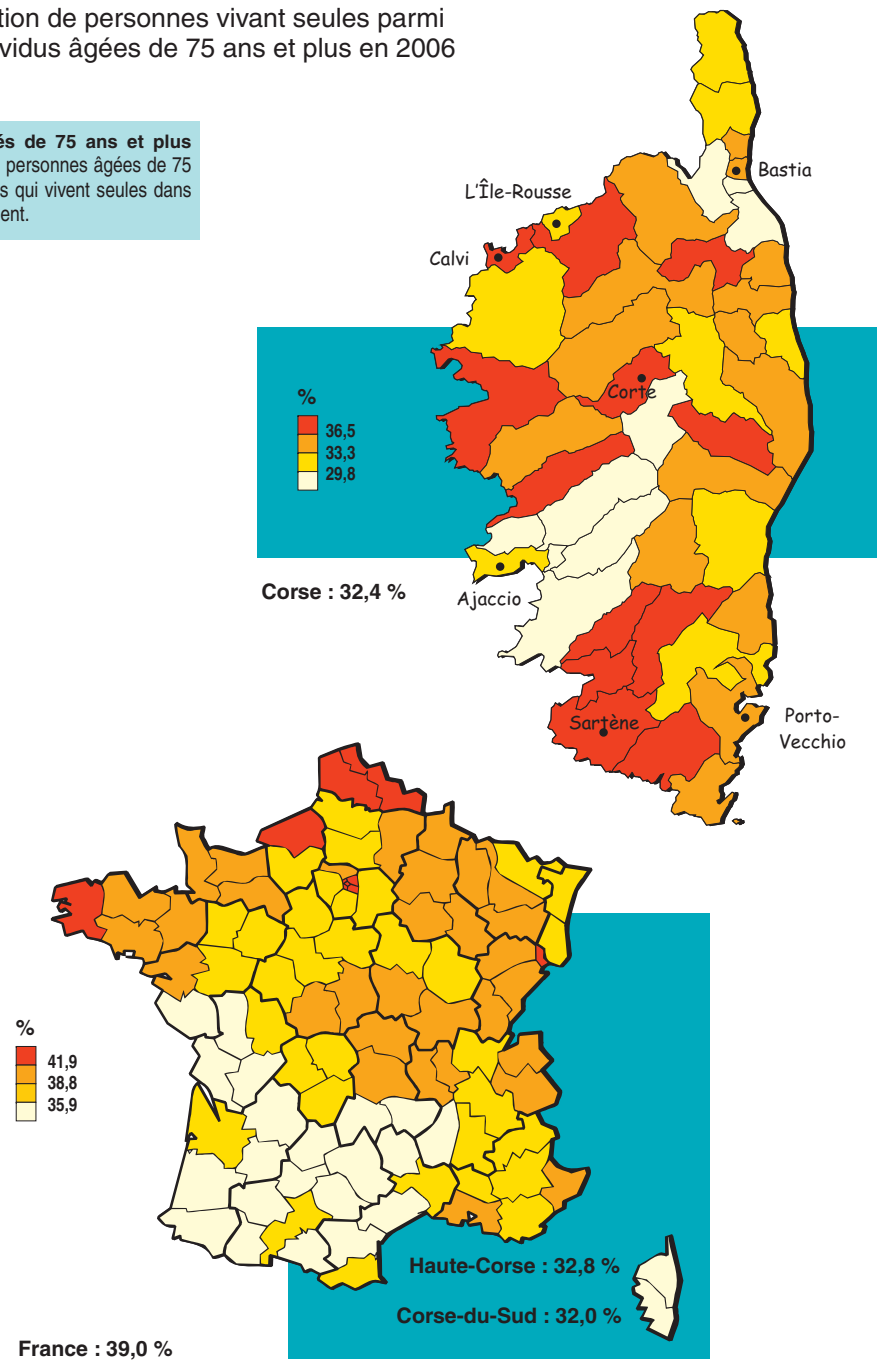 tion de personnes vivant seules parmi
vidus âgées de 75 ans et plus en 2006
és de 75 ans et plus
personnes âgées de 75
s qui vivent seules dans
ent.
Bastia
L'Île-Rousse
Calvi
%
36,5
33,3
29,8
Corte
Corse : 32,4 %
Ajaccio
Sartène
Porto-
Vecchio
%
41,9
38,8
35,9
Haute-Corse : 32,8 %
Corse-du-Sud : 32,0 %
France : 39,0 %